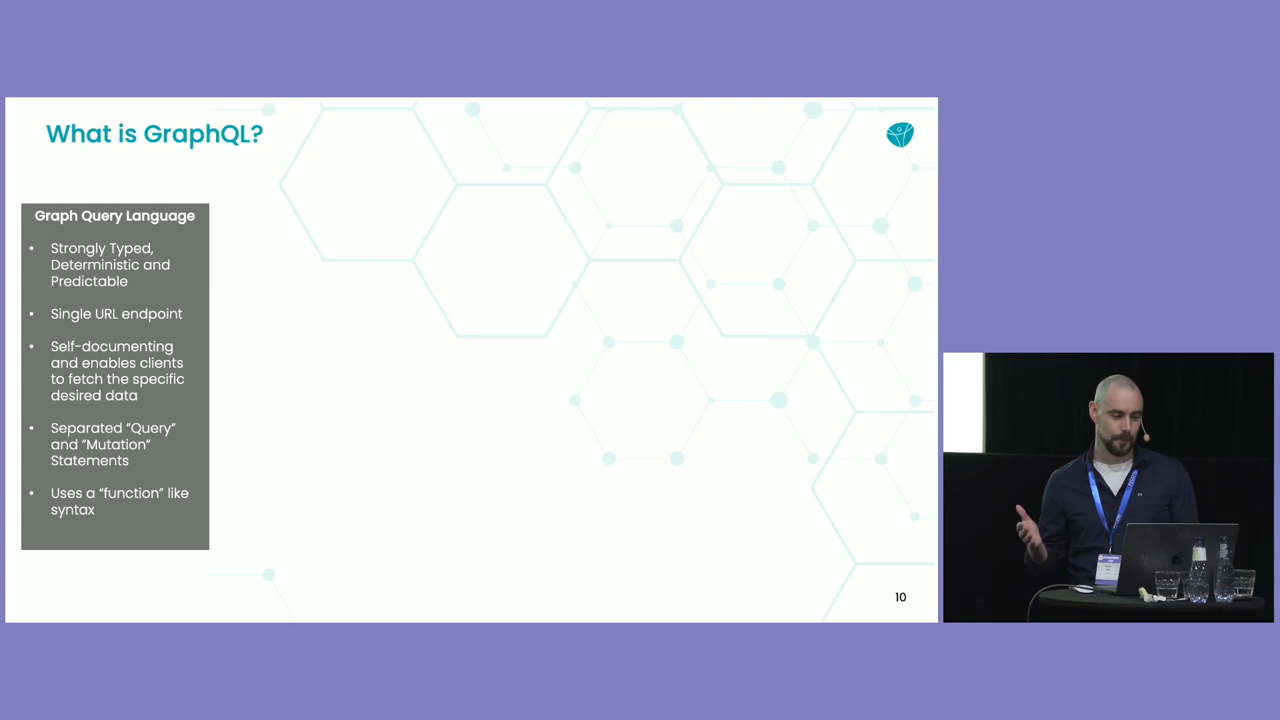 What is GraphQL?
Graph Query Language
• Strongly Typed,
Deterministic and
Predictable
• Single URL endpoint
• Self-documenting
and enables clients
to fetch the specific
desired data
• Separated "Query"
and "Mutation"
Statements
• Uses a "function" like
syntax
10